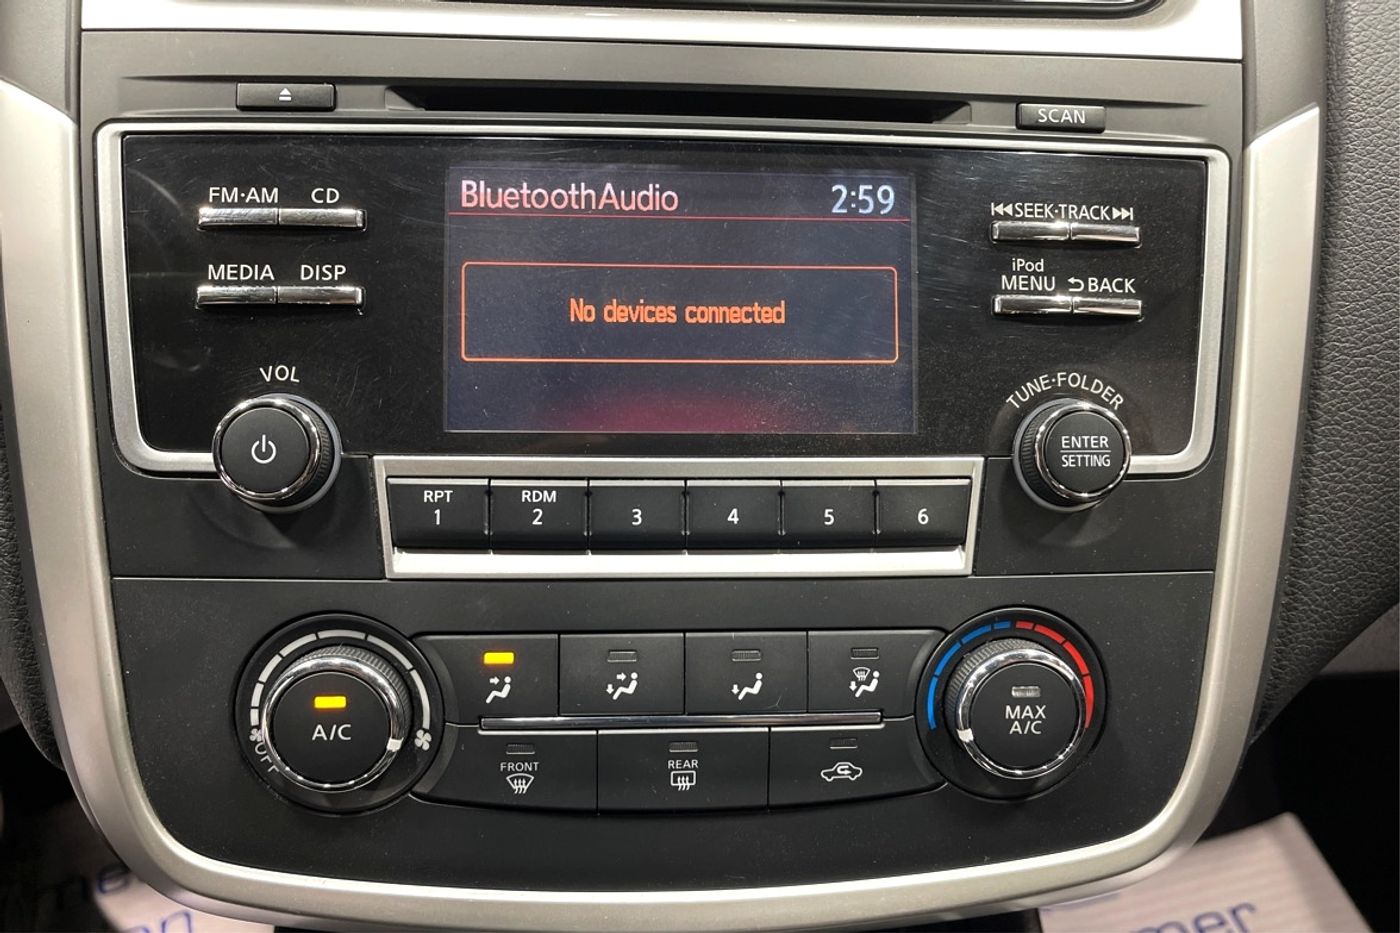 SCAN
FM·AM CD
BluetoothAudio 2:59
SEEK·TRACK
MEDIA DISP
iPod
MENU BACK
No devices connected
VOL
TUNE·FOLDER
ENTER
SETTING
RPT
1
RDM
2
3
4
5
6
A/C
OFF
MAX
A/C
FRONT
REAR
mer